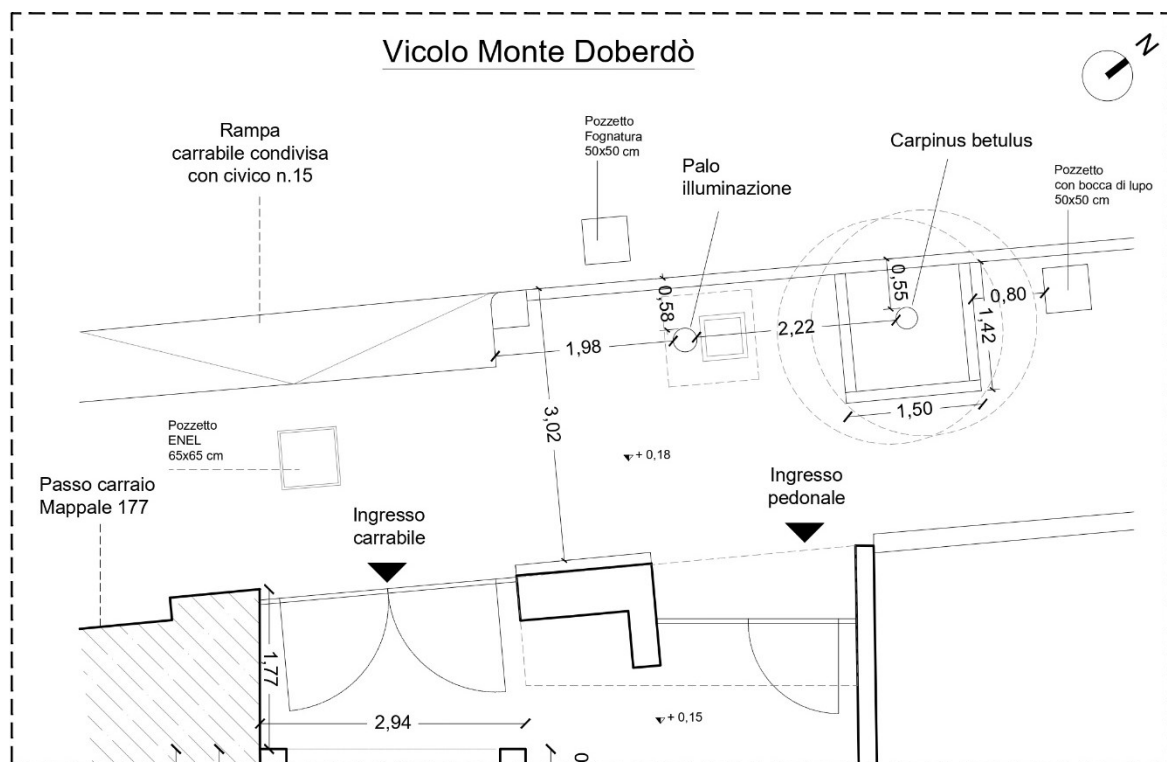 Vicolo Monte Doberdò
N
Rampa
carrabile condivisa
con civico n.15
Pozzetto
Fognatura
50x50 cm
Palo
illuminazione
Carpinus betulus
Pozzetto
con bocca di lupo
50x50 cm
0,58
0,55
0,80
1,98
2,22
1,42
1,50
3,02
Pozzetto
ENEL
65x65 cm
+ 0,18
Passo carraio
Mappale 177
Ingresso
carrabile
Ingresso
pedonale
1,77
2,94
+ 0,15
0